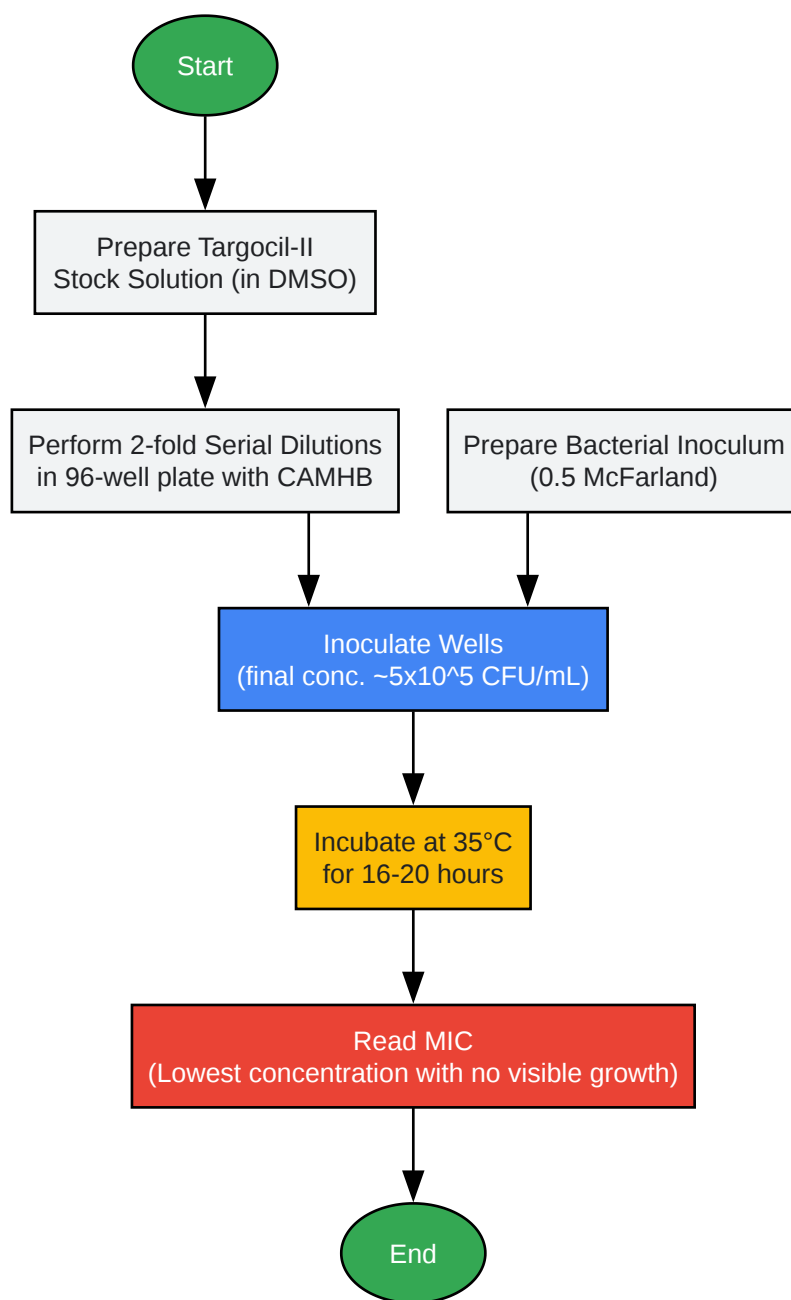 Start
Prepare Targocil-II
Stock Solution (in DMSO)
Perform 2-fold Serial Dilutions
in 96-well plate with CAMHB
Prepare Bacterial Inoculum
(0.5 McFarland)
Inoculate Wells
(final conc. ~5x10^5 CFU/mL)
Incubate at 35°C
for 16-20 hours
Read MIC
(Lowest concentration with no visible growth)
End